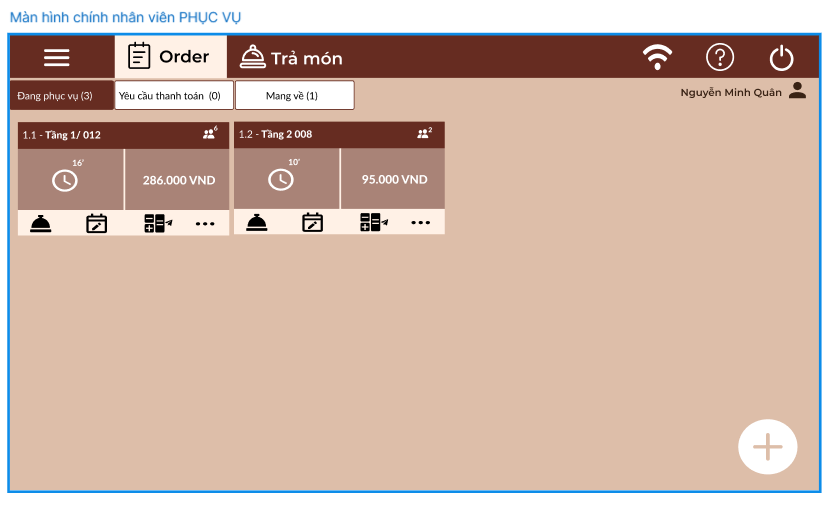 Màn hình chính nhân viên PHỤC VỤ
Order
Trả món
?
Đang phục vụ (3)
Yêu cầu thanh toán (0)
Mang về (1)
Nguyễn Minh Quân
1.1 - Tầng 1/ 012
6
1.2 - Tầng 2 008
2
16'
286.000 VND
10'
95.000 VND